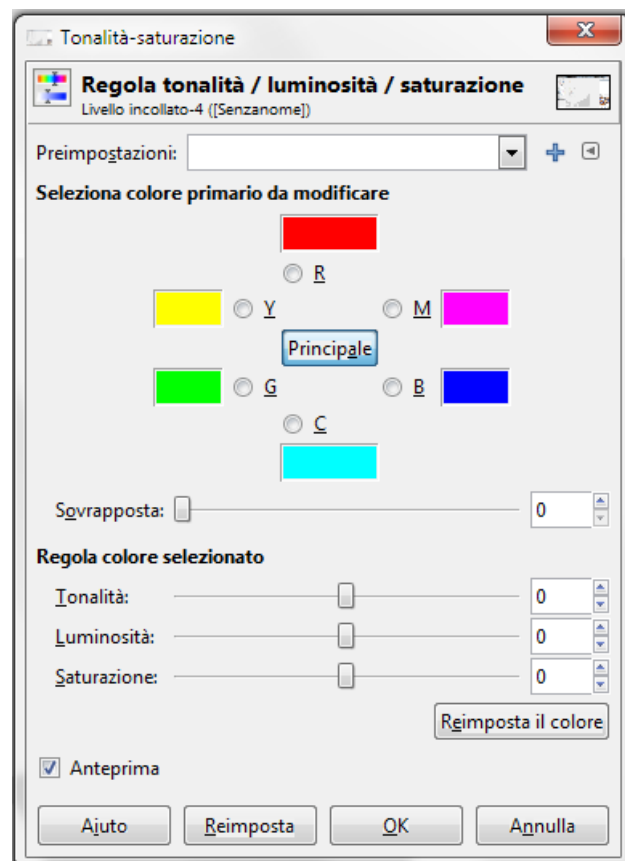 Tonalità-saturazione
Regola tonalità / luminosità / saturazione
Livello incollato-4 ([Senzanome])
Preimpostazioni:
Seleziona colore primario da modificare
R
Y M
Principale
G B
C
Sovrapposta: 0
Regola colore selezionato
Tonalità: 0
Luminosità: 0
Saturazione: 0
Reimposta il colore
Anteprima
Aiuto Reimposta OK Annulla